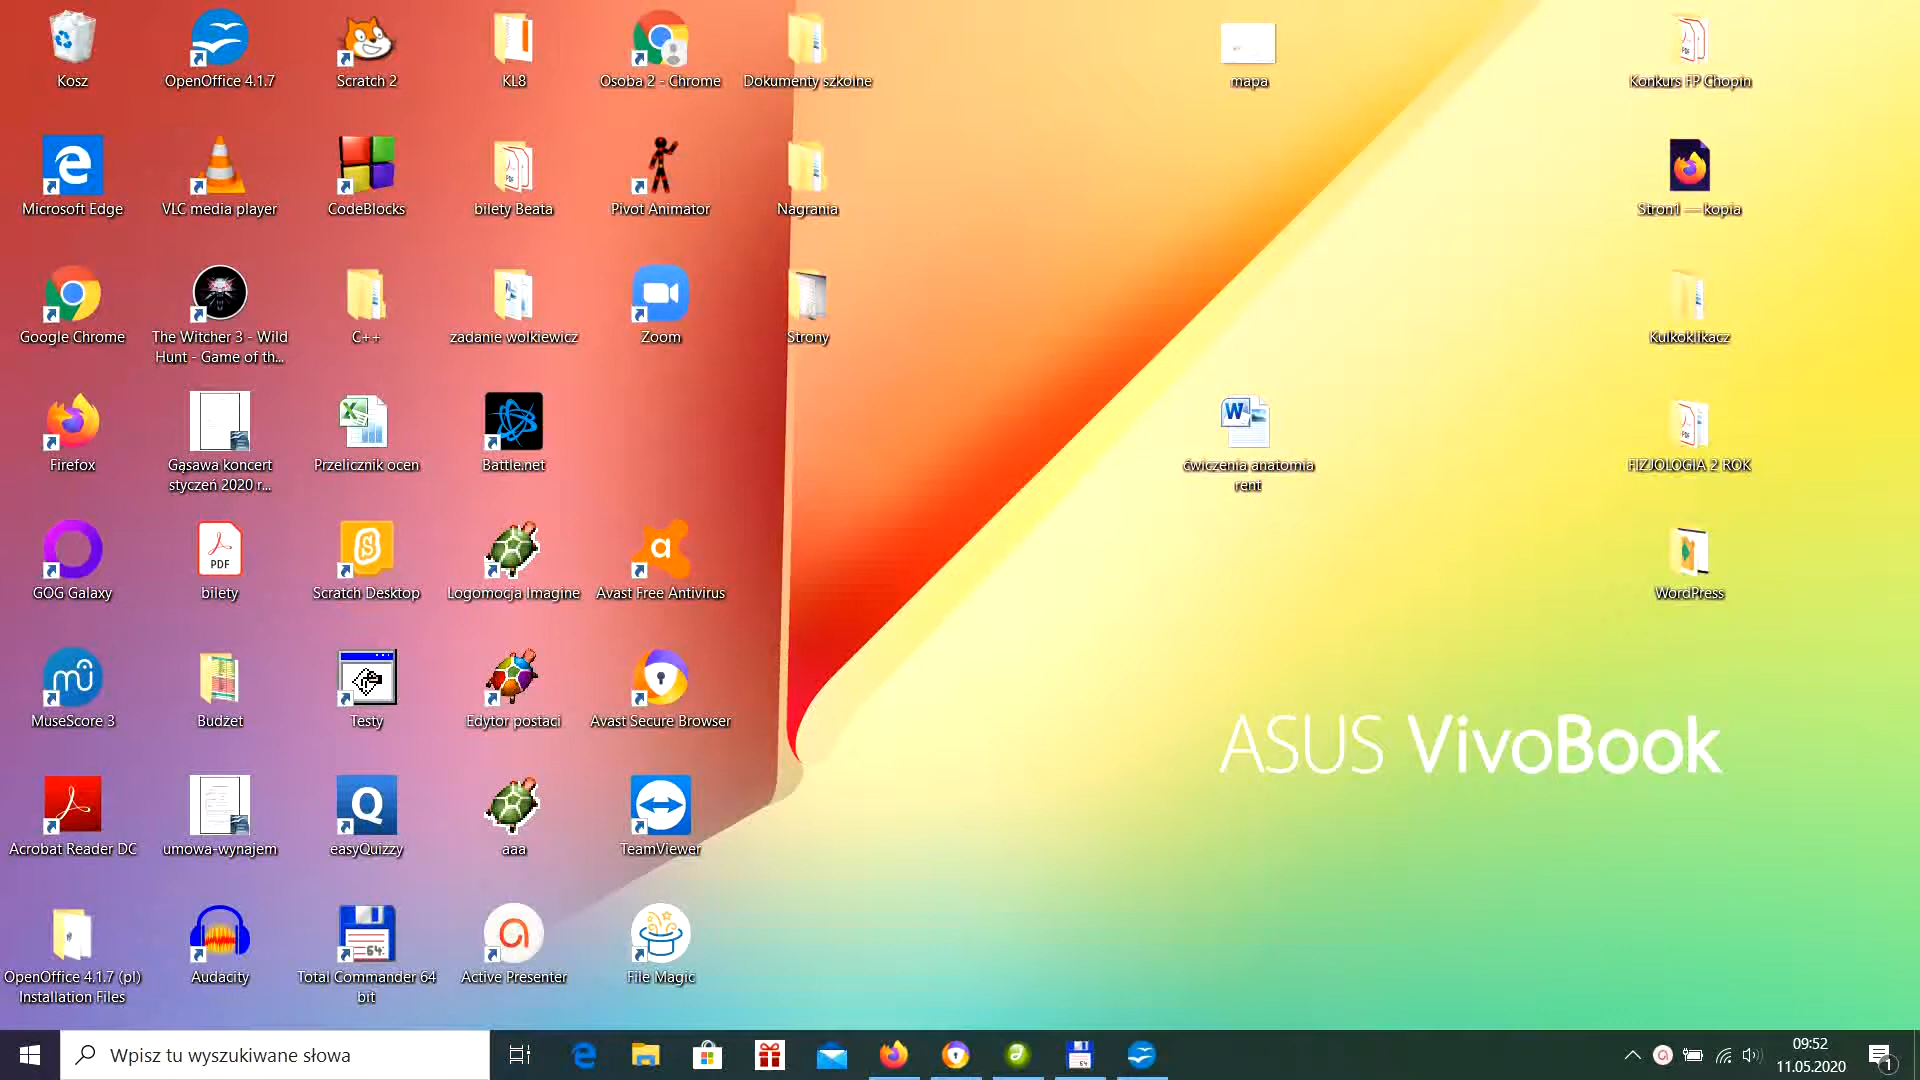 Kosz
OpenOffice 4.1.7
Scratch 2
KL8
Osoba 2 - Chrome
Dokumenty szkolne
mapa
Konkurs FP Chopin
Microsoft Edge
VLC media player
CodeBlocks
bilety Beata
Pivot Animator
Nagrania
Stron1 — kopia
Google Chrome
The Witcher 3 - Wild
Hunt - Game of th...
C++
zadanie wolkiewicz
Zoom
Strony
Kulkoklikacz
Firefox
Gąsawa koncert
styczeń 2020 r...
Przelicznik ocen
Battle.net
ćwiczenia anatomia
rent
FIZJOLOGIA 2 ROK
PDF
GOG Galaxy
bilety
Scratch Desktop
Logomocja Imagine
Avast Free Antivirus
WordPress
MuseScore 3
Budżet
Testy
Edytor postaci
Avast Secure Browser
ASUS VivoBook
Acrobat Reader DC
umowa-wynajem
easyQuizzy
aaa
TeamViewer
64
OpenOffice 4.1.7 (pl)
Installation Files
Audacity
Total Commander 64
bit
Active Presenter
File Magic
Wpisz tu wyszukiwane słowa
09:52
11.05.2020
1